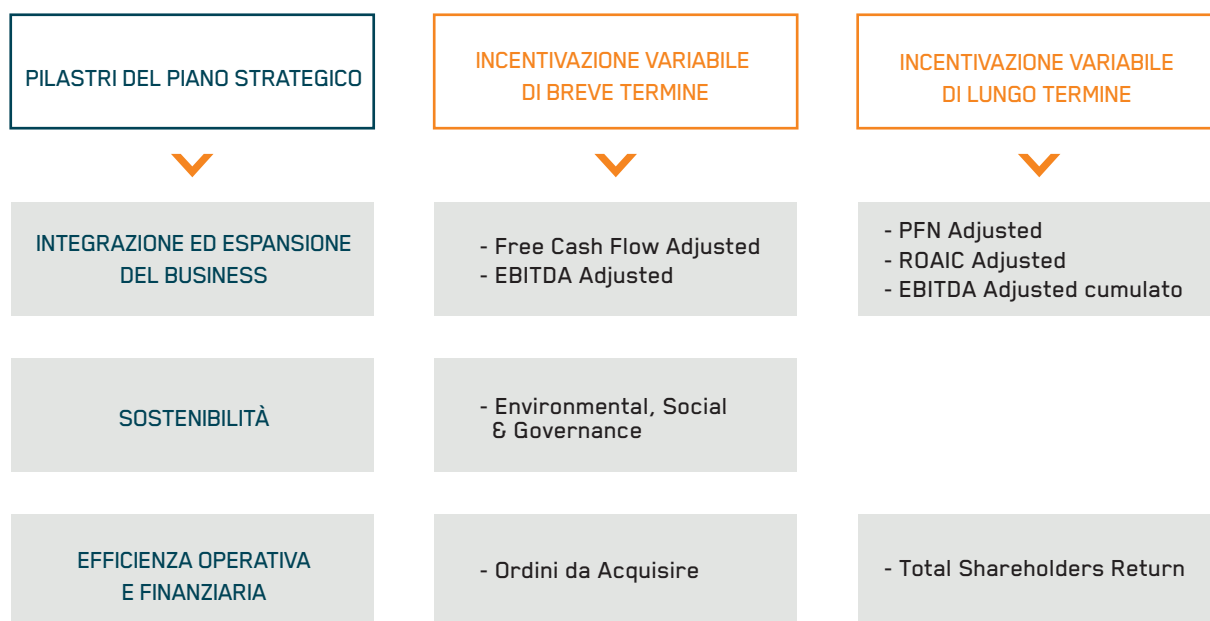 PILASTRI DEL PIANO STRATEGICO
INCENTIVAZIONE VARIABILE
DI BREVE TERMINE
INCENTIVAZIONE VARIABILE
DI LUNGO TERMINE
INTEGRAZIONE ED ESPANSIONE
DEL BUSINESS
- Free Cash Flow Adjusted
- EBITDA Adjusted
- PFN Adjusted
- ROAIC Adjusted
- EBITDA Adjusted cumulato
SOSTENIBILITÀ
- Environmental, Social
& Governance
EFFICIENZA OPERATIVA
E FINANZIARIA
- Ordini da Acquisire
- Total Shareholders Return